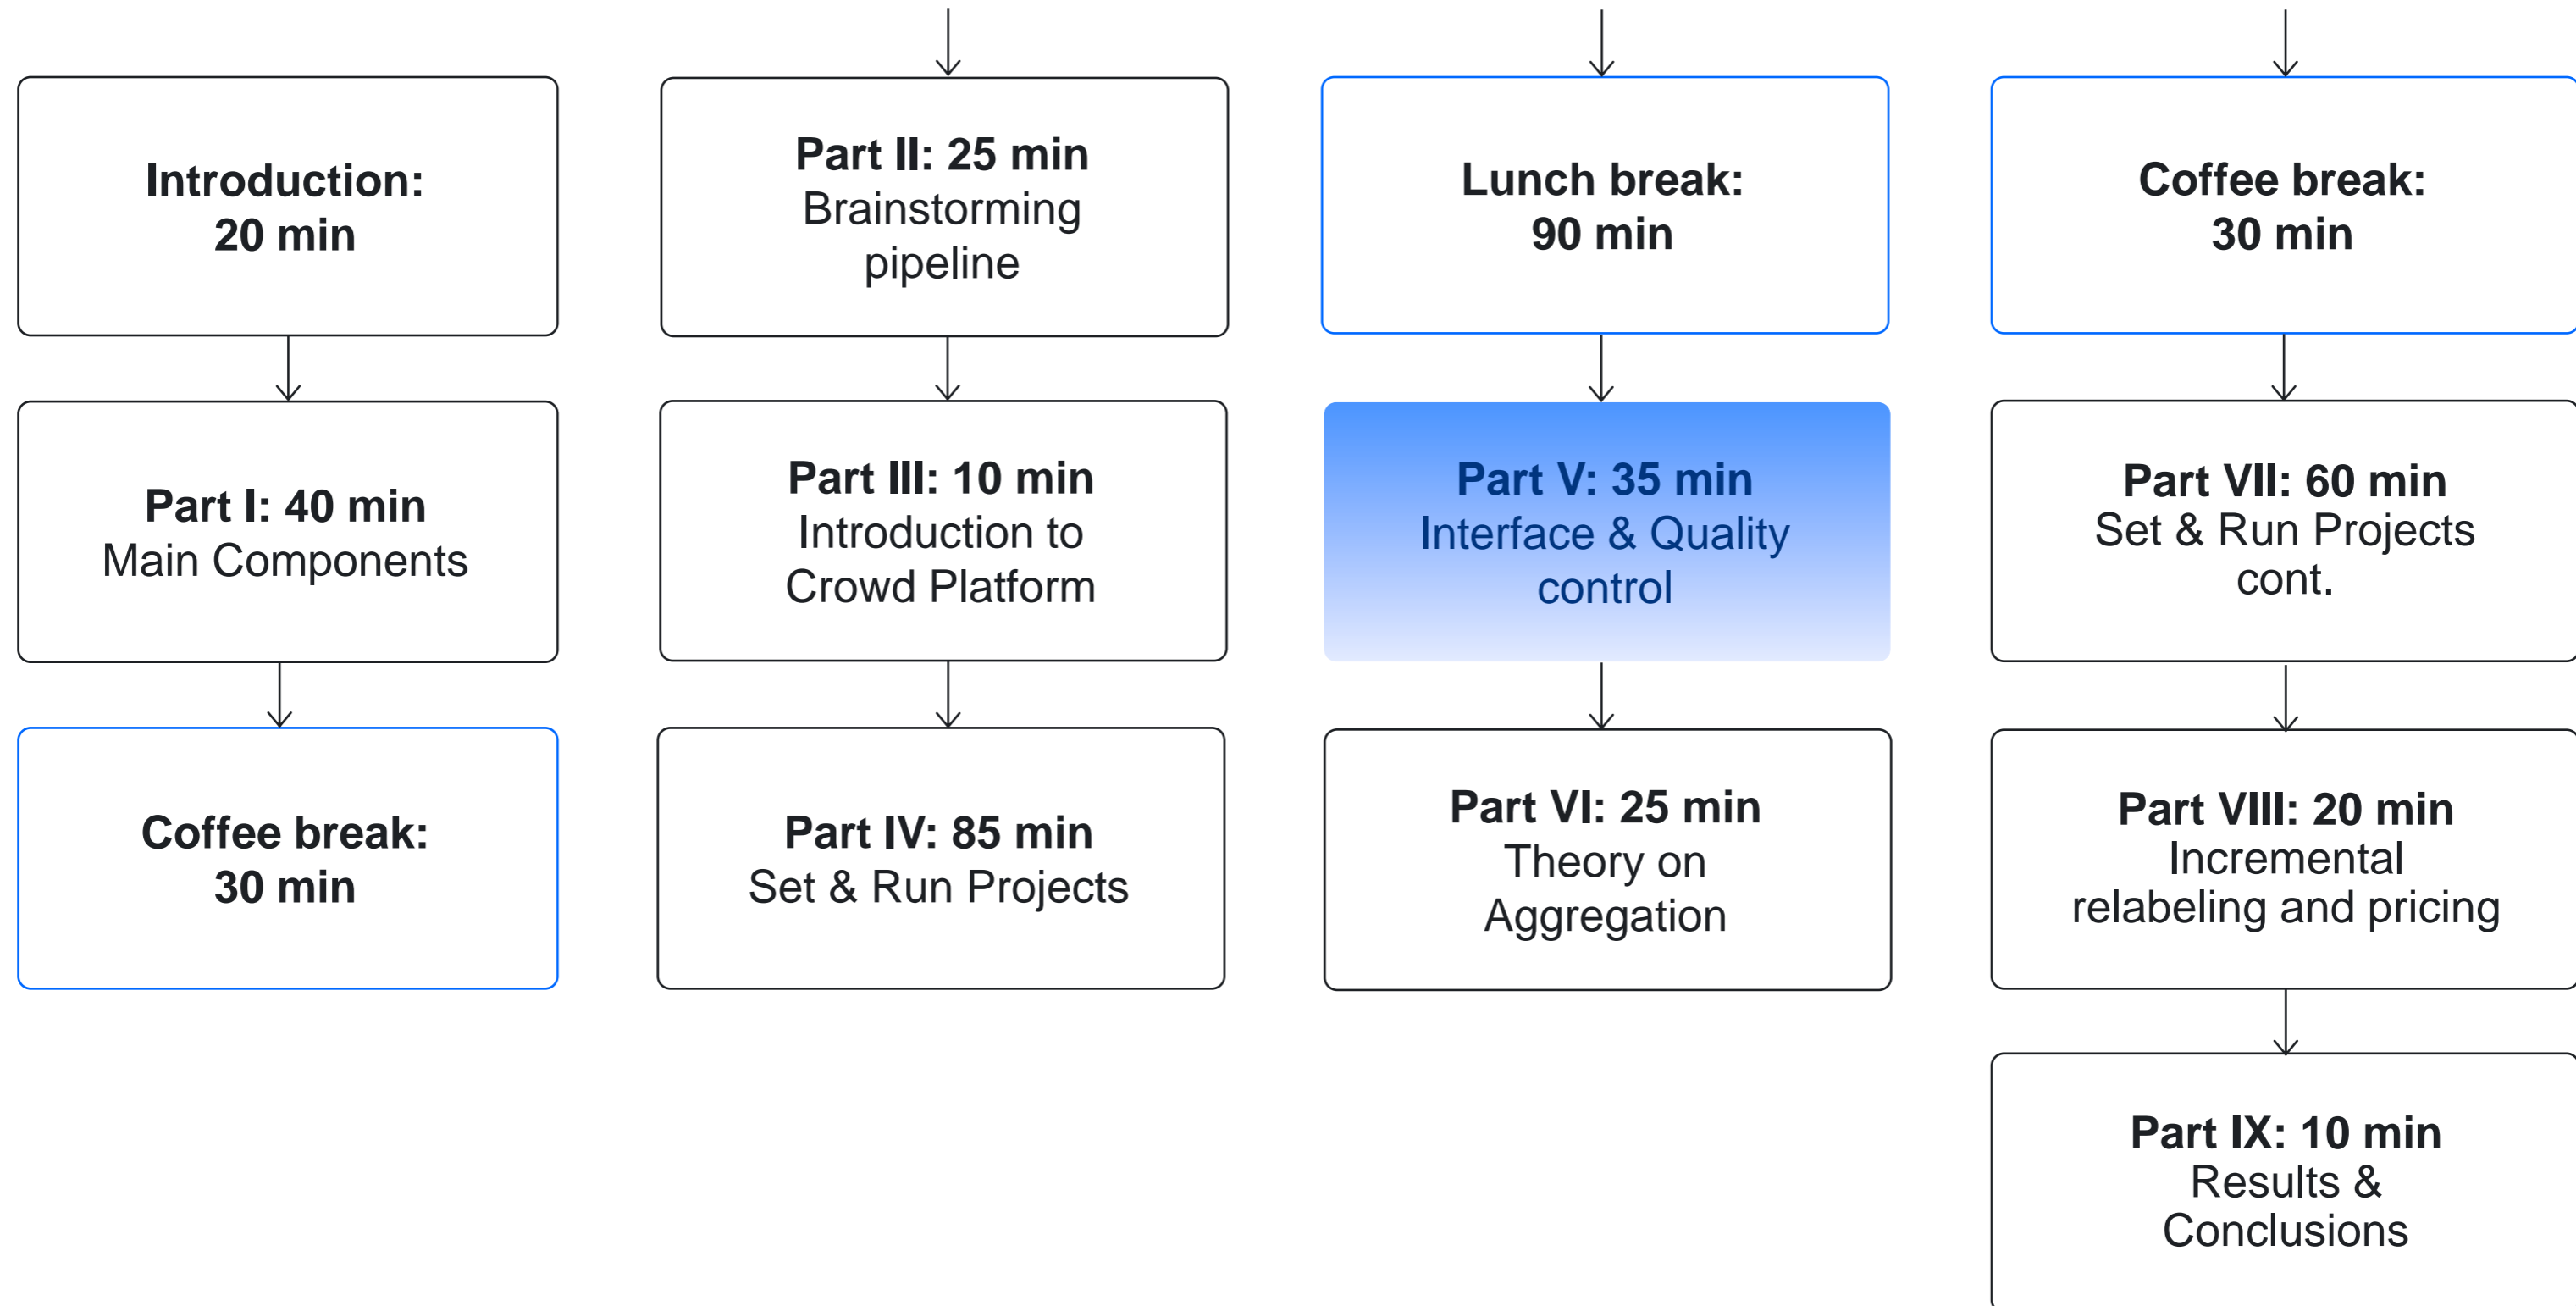 Introduction:
20 min
Part I: 40 min
Main Components
Coffee break:
30 min
Part II: 25 min
Brainstorming
pipeline
Part III: 10 min
Introduction to
Crowd Platform
Part IV: 85 min
Set & Run Projects
Lunch break:
90 min
Part V: 35 min
Interface & Quality
control
Part VI: 25 min
Theory on
Aggregation
Coffee break:
30 min
Part VII: 60 min
Set & Run Projects
cont.
Part VIII: 20 min
Incremental
relabeling and pricing
Part IX: 10 min
Results &
Conclusions